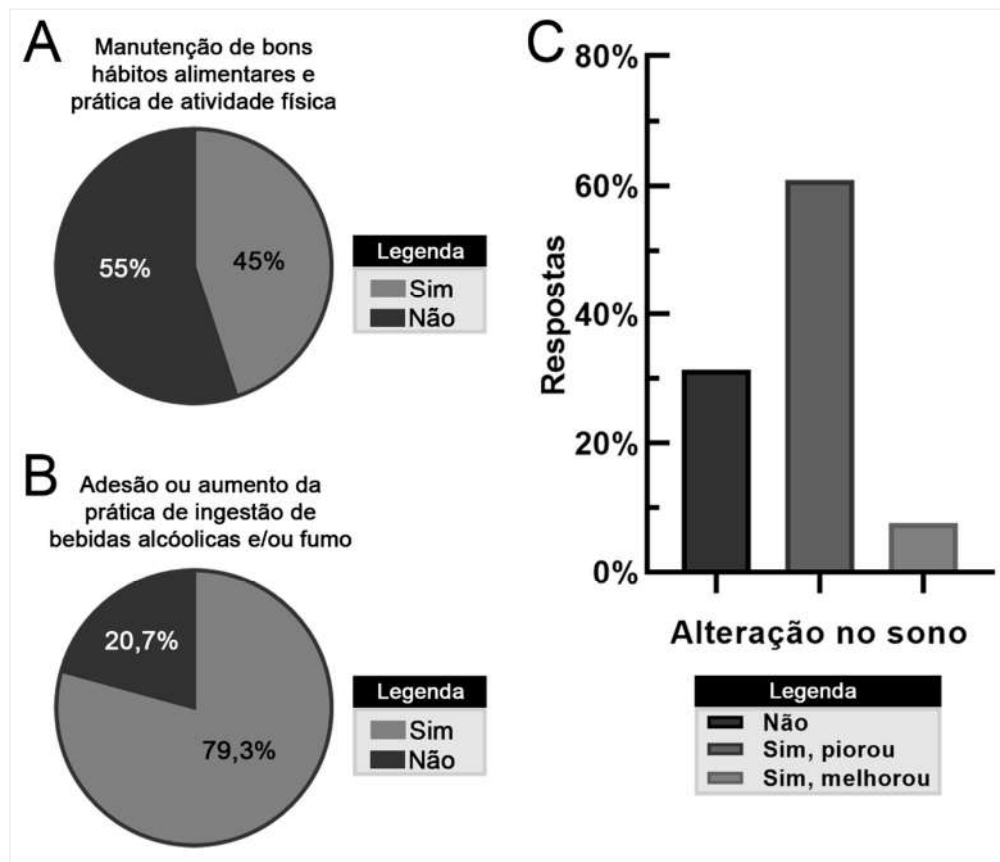 A
Manutenção de bons
hábitos alimentares e
prática de atividade física
55%
45%
Legenda
Sim
Não
B
Adesão ou aumento da
prática de ingestão de
bebidas alcóolicas e/ou fumo
20,7%
79,3%
Legenda
Sim
Não
C
80%
60%
40%
20%
0%
Respostas
Alteração no sono
Legenda
Não
Sim, piorou
Sim, melhorou